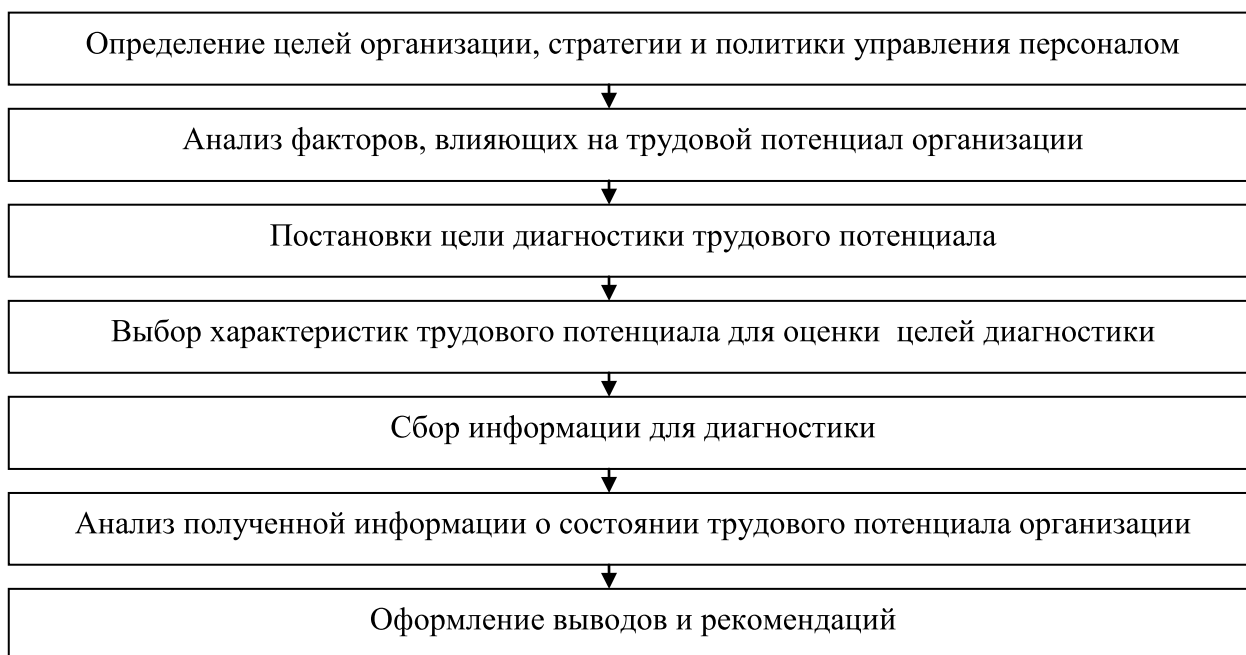 Определение целей организации, стратегии и политики управления персоналом
Анализ факторов, влияющих на трудовой потенциал организации
Постановки цели диагностики трудового потенциала
Выбор характеристик трудового потенциала для оценки  целей диагностики
Сбор информации для диагностики
Анализ полученной информации о состоянии трудового потенциала организации
Оформление выводов и рекомендаций